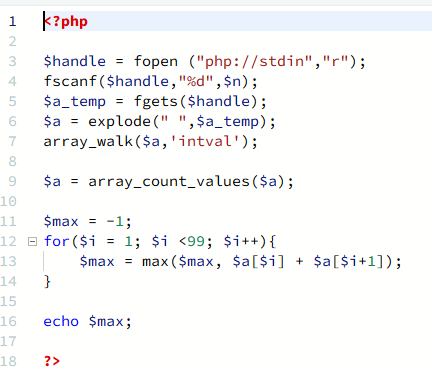 1 <?php
2
3 $handle = fopen ("php://stdin","r");
4 fscanf($handle,"%d",$n);
5 $a_temp = fgets($handle);
6 $a = explode(" ",$a_temp);
7 array_walk($a,'intval');
8
9 $a = array_count_values($a);
10
11 $max = -1;
12 for($i = 1; $i <99; $i++){
13     $max = max($max, $a[$i] + $a[$i+1]);
14 }
15
16 echo $max;
17
18 ?>